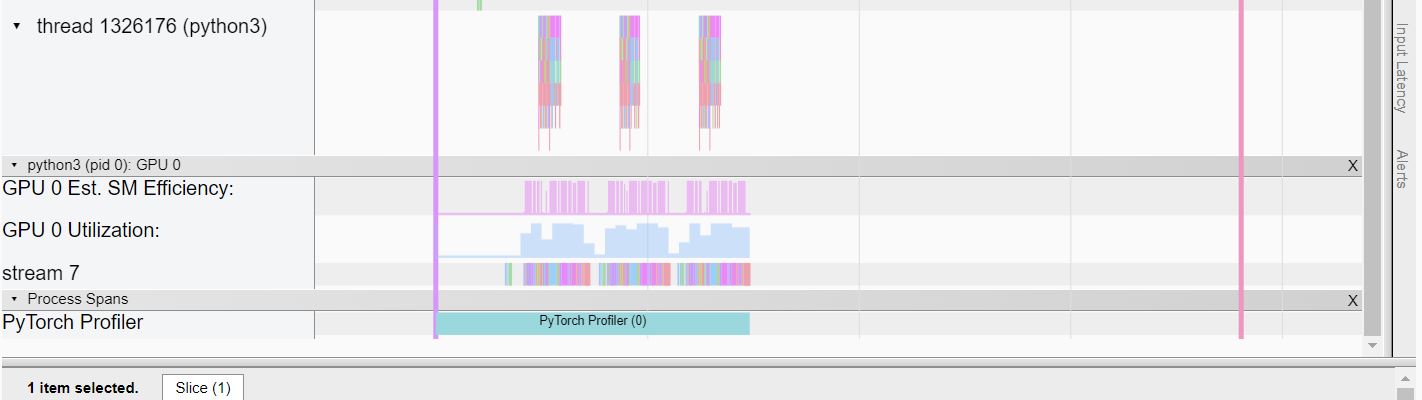 thread 1326176 (python3)
python3 (pid 0): GPU 0
X
GPU 0 Est. SM Efficiency:
GPU 0 Utilization:
stream 7
Process Spans
X
PyTorch Profiler
PyTorch Profiler (0)
1 item selected.
Slice (1)
Input Latency
Alerts